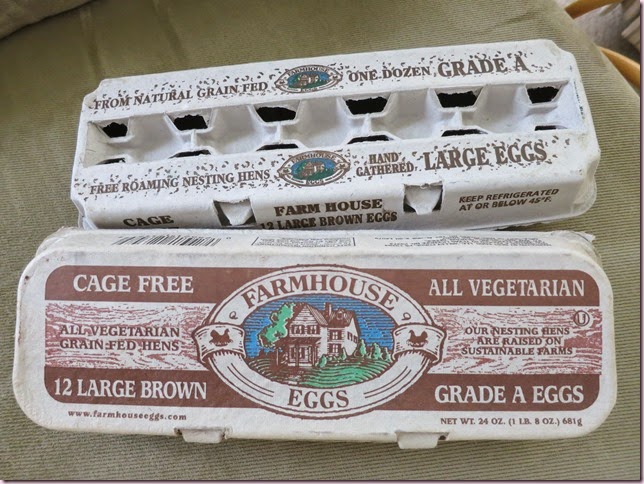 FROM NATURAL GRAIN FED
FARMHOUSE
EGGS
ONE DOZEN GRADE A
FREE ROAMING NESTING HENS
FARMHOUSE
EGGS
HAND
GATHERED
LARGE EGGS
CAGE
FARM HOUSE
12 LARGE BROWN EGGS
KEEP REFRIGERATED
AT OR BELOW 45°F.
CAGE FREE
ALL VEGETARIAN
GRAIN FED HENS
12 LARGE BROWN
www.farmhouseeggs.com
FARMHOUSE
EGGS
ALL VEGETARIAN
U
OUR NESTING HENS
ARE RAISED ON
SUSTAINABLE FARMS
GRADE A EGGS
NET WT. 24 OZ. (1 LB. 8 OZ.) 681g